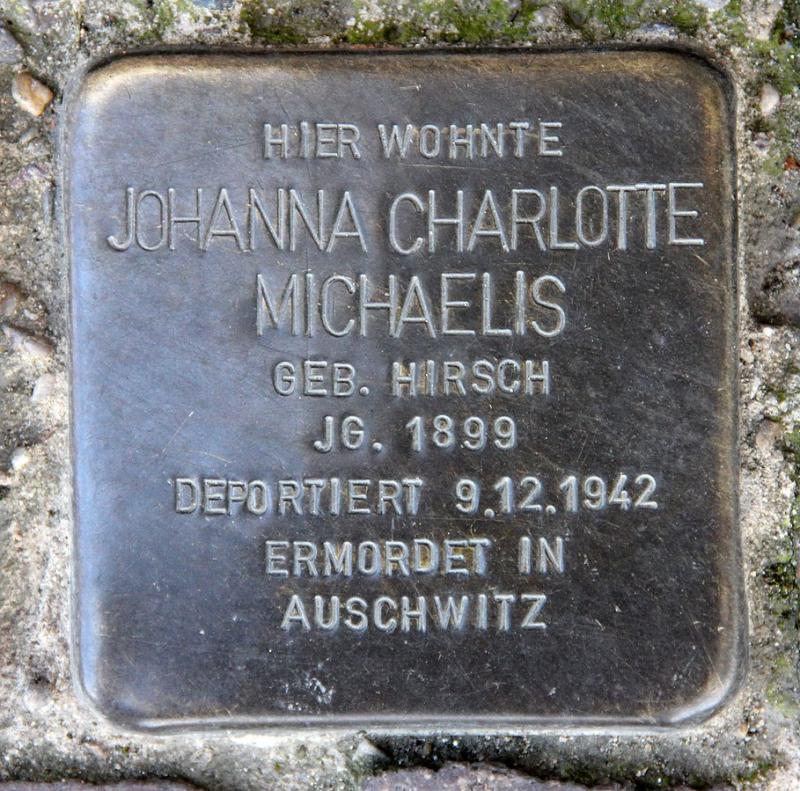 HIER WOHNTE
JOHANNA CHARLOTTE
MICHAELIS
GEB. HIRSCH
JG. 1899
DEPORTIERT 9.12.1942
ERMORDET IN
AUSCHWITZ